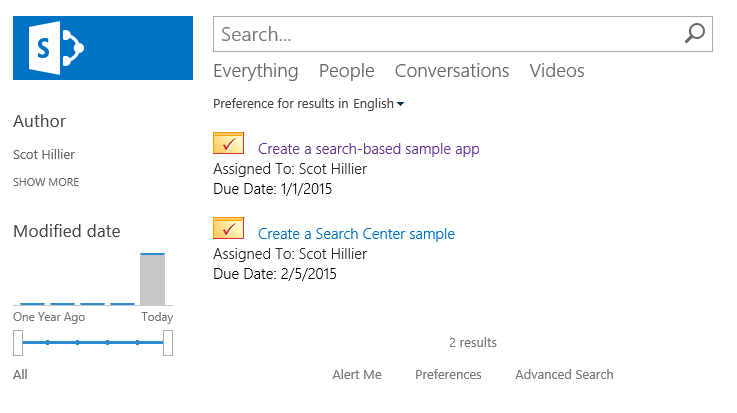 S
Search...
Everything People Conversations Videos
Preference for results in English
Author
Scot Hillier
SHOW MORE
Modified date
One Year Ago Today
All
Create a search-based sample app
Assigned To: Scot Hillier
Due Date: 1/1/2015
Create a Search Center sample
Assigned To: Scot Hillier
Due Date: 2/5/2015
2 results
Alert Me Preferences Advanced Search